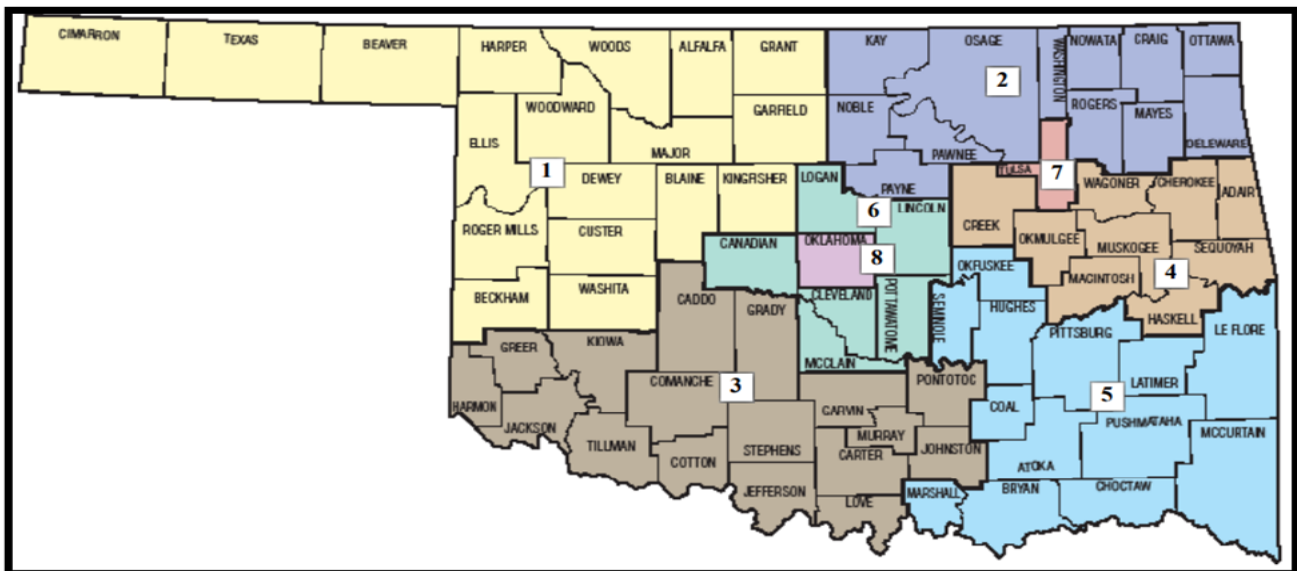 CIMARRON
TEXAS
BEAVER
HARPER
WOODS
ALFALFA
GRANT
KAY
OSAGE
WASHINGTON
NOWATA
CRAIG
OTTAWA
2
WOODWARD
GARFIELD
NOBLE
ROGERS
MAYES
ELLIS
MAJOR
PAWNEE
DELEWARE
1
DEWEY
BLAINE
KINGFISHER
LOGAN
PAYNE
TULSA
7
WAGONER
CHEROKEE
ADAIR
6
LINCOLN
ROGER MILLS
CUSTER
CANADIAN
OKLAHOMA
8
CREEK
OKMULGEE
MUSKOGEE
SEQUOYAH
OKFUSKEE
MACINTOSH
4
BECKHAM
WASHITA
CADDO
GRADY
CLEVELAND
POTTAWATOME
SEMINOLE
HUGHES
HASKELL
PITTSBURG
LE FLORE
GREER
KIOWA
MCCLAIN
COMANCHE
3
PONTOTOC
LATIMER
HARMON
JACKSON
GARVIN
COAL
5
TILLMAN
STEPHENS
MURRAY
PUSHMATAHA
MCCURTAIN
COTTON
CARTER
JOHNSTON
ATOKA
JEFFERSON
LOVE
MARSHALL
BRYAN
CHOCTAW